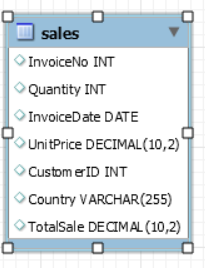 sales
InvoiceNo INT
Quantity INT
InvoiceDate DATE
UnitPrice DECIMAL(10,2)
CustomerID INT
Country VARCHAR(255)
TotalSale DECIMAL(10,2)